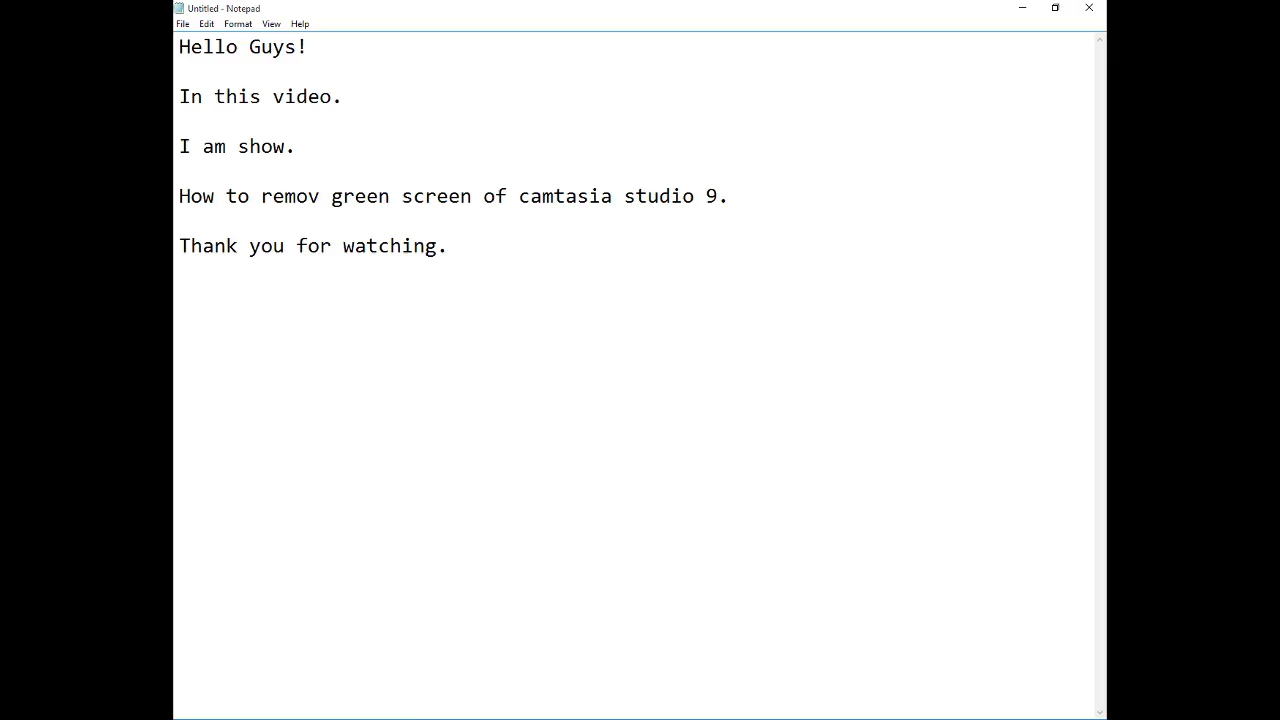 Untitled - Notepad
File Edit Format View Help
Hello Guys!
In this video.
I am show.
How to remov green screen of camtasia studio 9.
Thank you for watching.